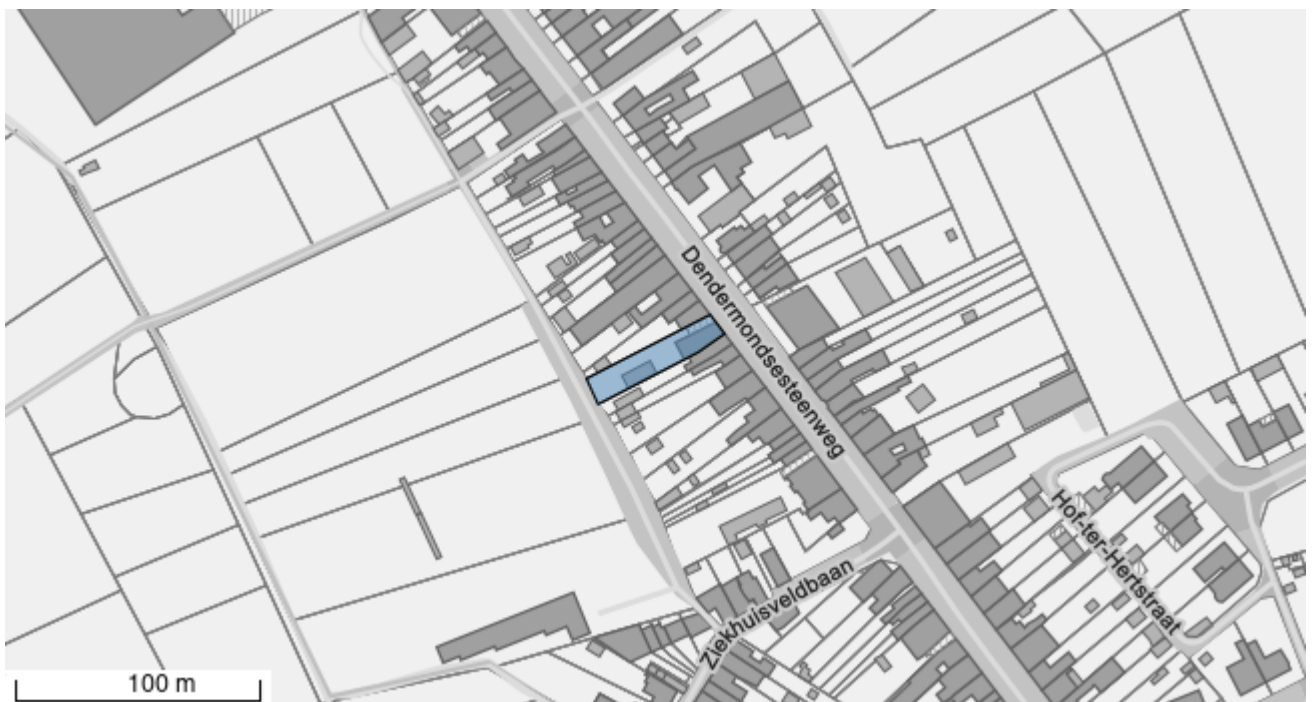 Dendermondsesteenweg
Hof-ter-Hertstraat
Ziekhuisveldbaan
100 m